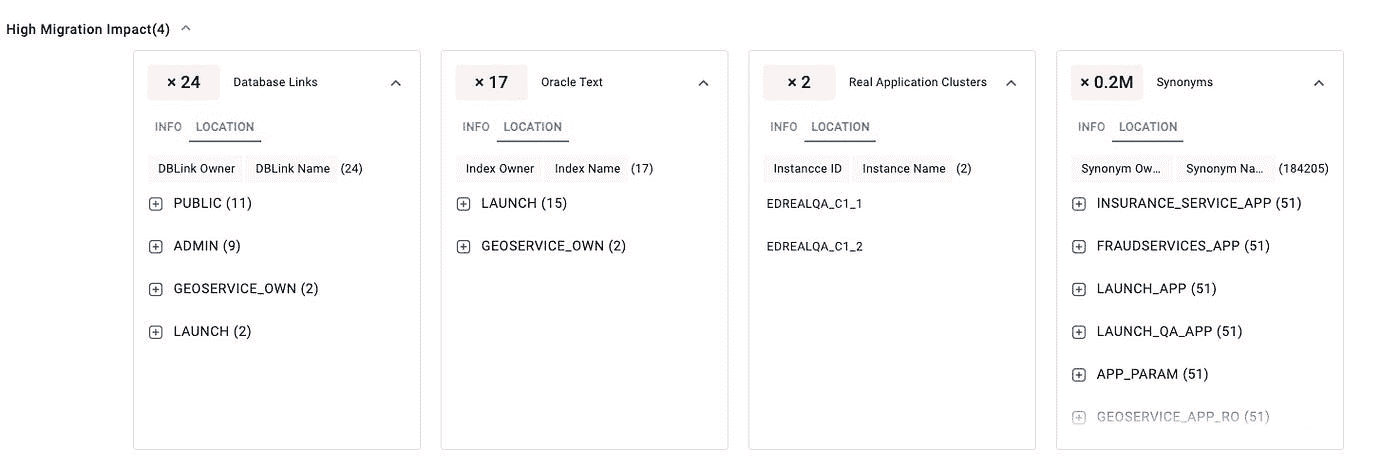 High Migration Impact(4)
× 24 Database Links
INFO LOCATION
DBLink Owner DBLink Name (24)
PUBLIC (11)
ADMIN (9)
GEOSERVICE_OWN (2)
LAUNCH (2)
× 17 Oracle Text
INFO LOCATION
Index Owner Index Name (17)
LAUNCH (15)
GEOSERVICE_OWN (2)
× 2 Real Application Clusters
INFO LOCATION
Instancce ID Instance Name (2)
EDREALQA_C1_1
EDREALQA_C1_2
× 0.2M Synonyms
INFO LOCATION
Synonym Ow... Synonym Na... (184205)
INSURANCE_SERVICE_APP (51)
FRAUDSERVICES_APP (51)
LAUNCH_APP (51)
LAUNCH_QA_APP (51)
APP_PARAM (51)
GEOSERVICE_APP_RO (51)